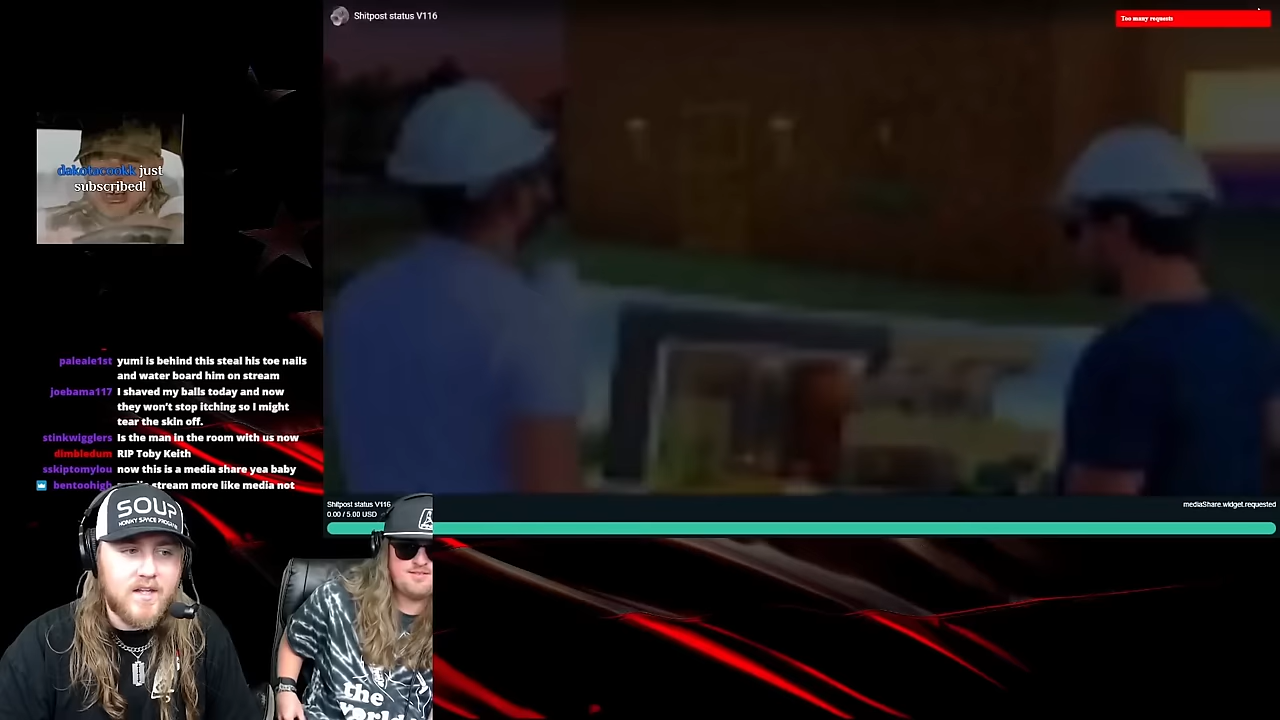 Shitpost status V116
Too many requests
dakotacookk just
subscribed!
paleale1st yumi is behind this steal his toe nails
and water board him on stream
joebama117 I shaved my balls today and now
they won't stop itching so I might
tear the skin off.
stinkwigglers Is the man in the room with us now
dimbledum RIP Toby Keith
sskiptomylou now this is a media share yea baby
bentoohigh stream more like media not
Shitpost status V116
0.00 / 5.00 USD
mediaShare.widget.requested
SOUP
HONKY SPACE PROGRAM
the
world